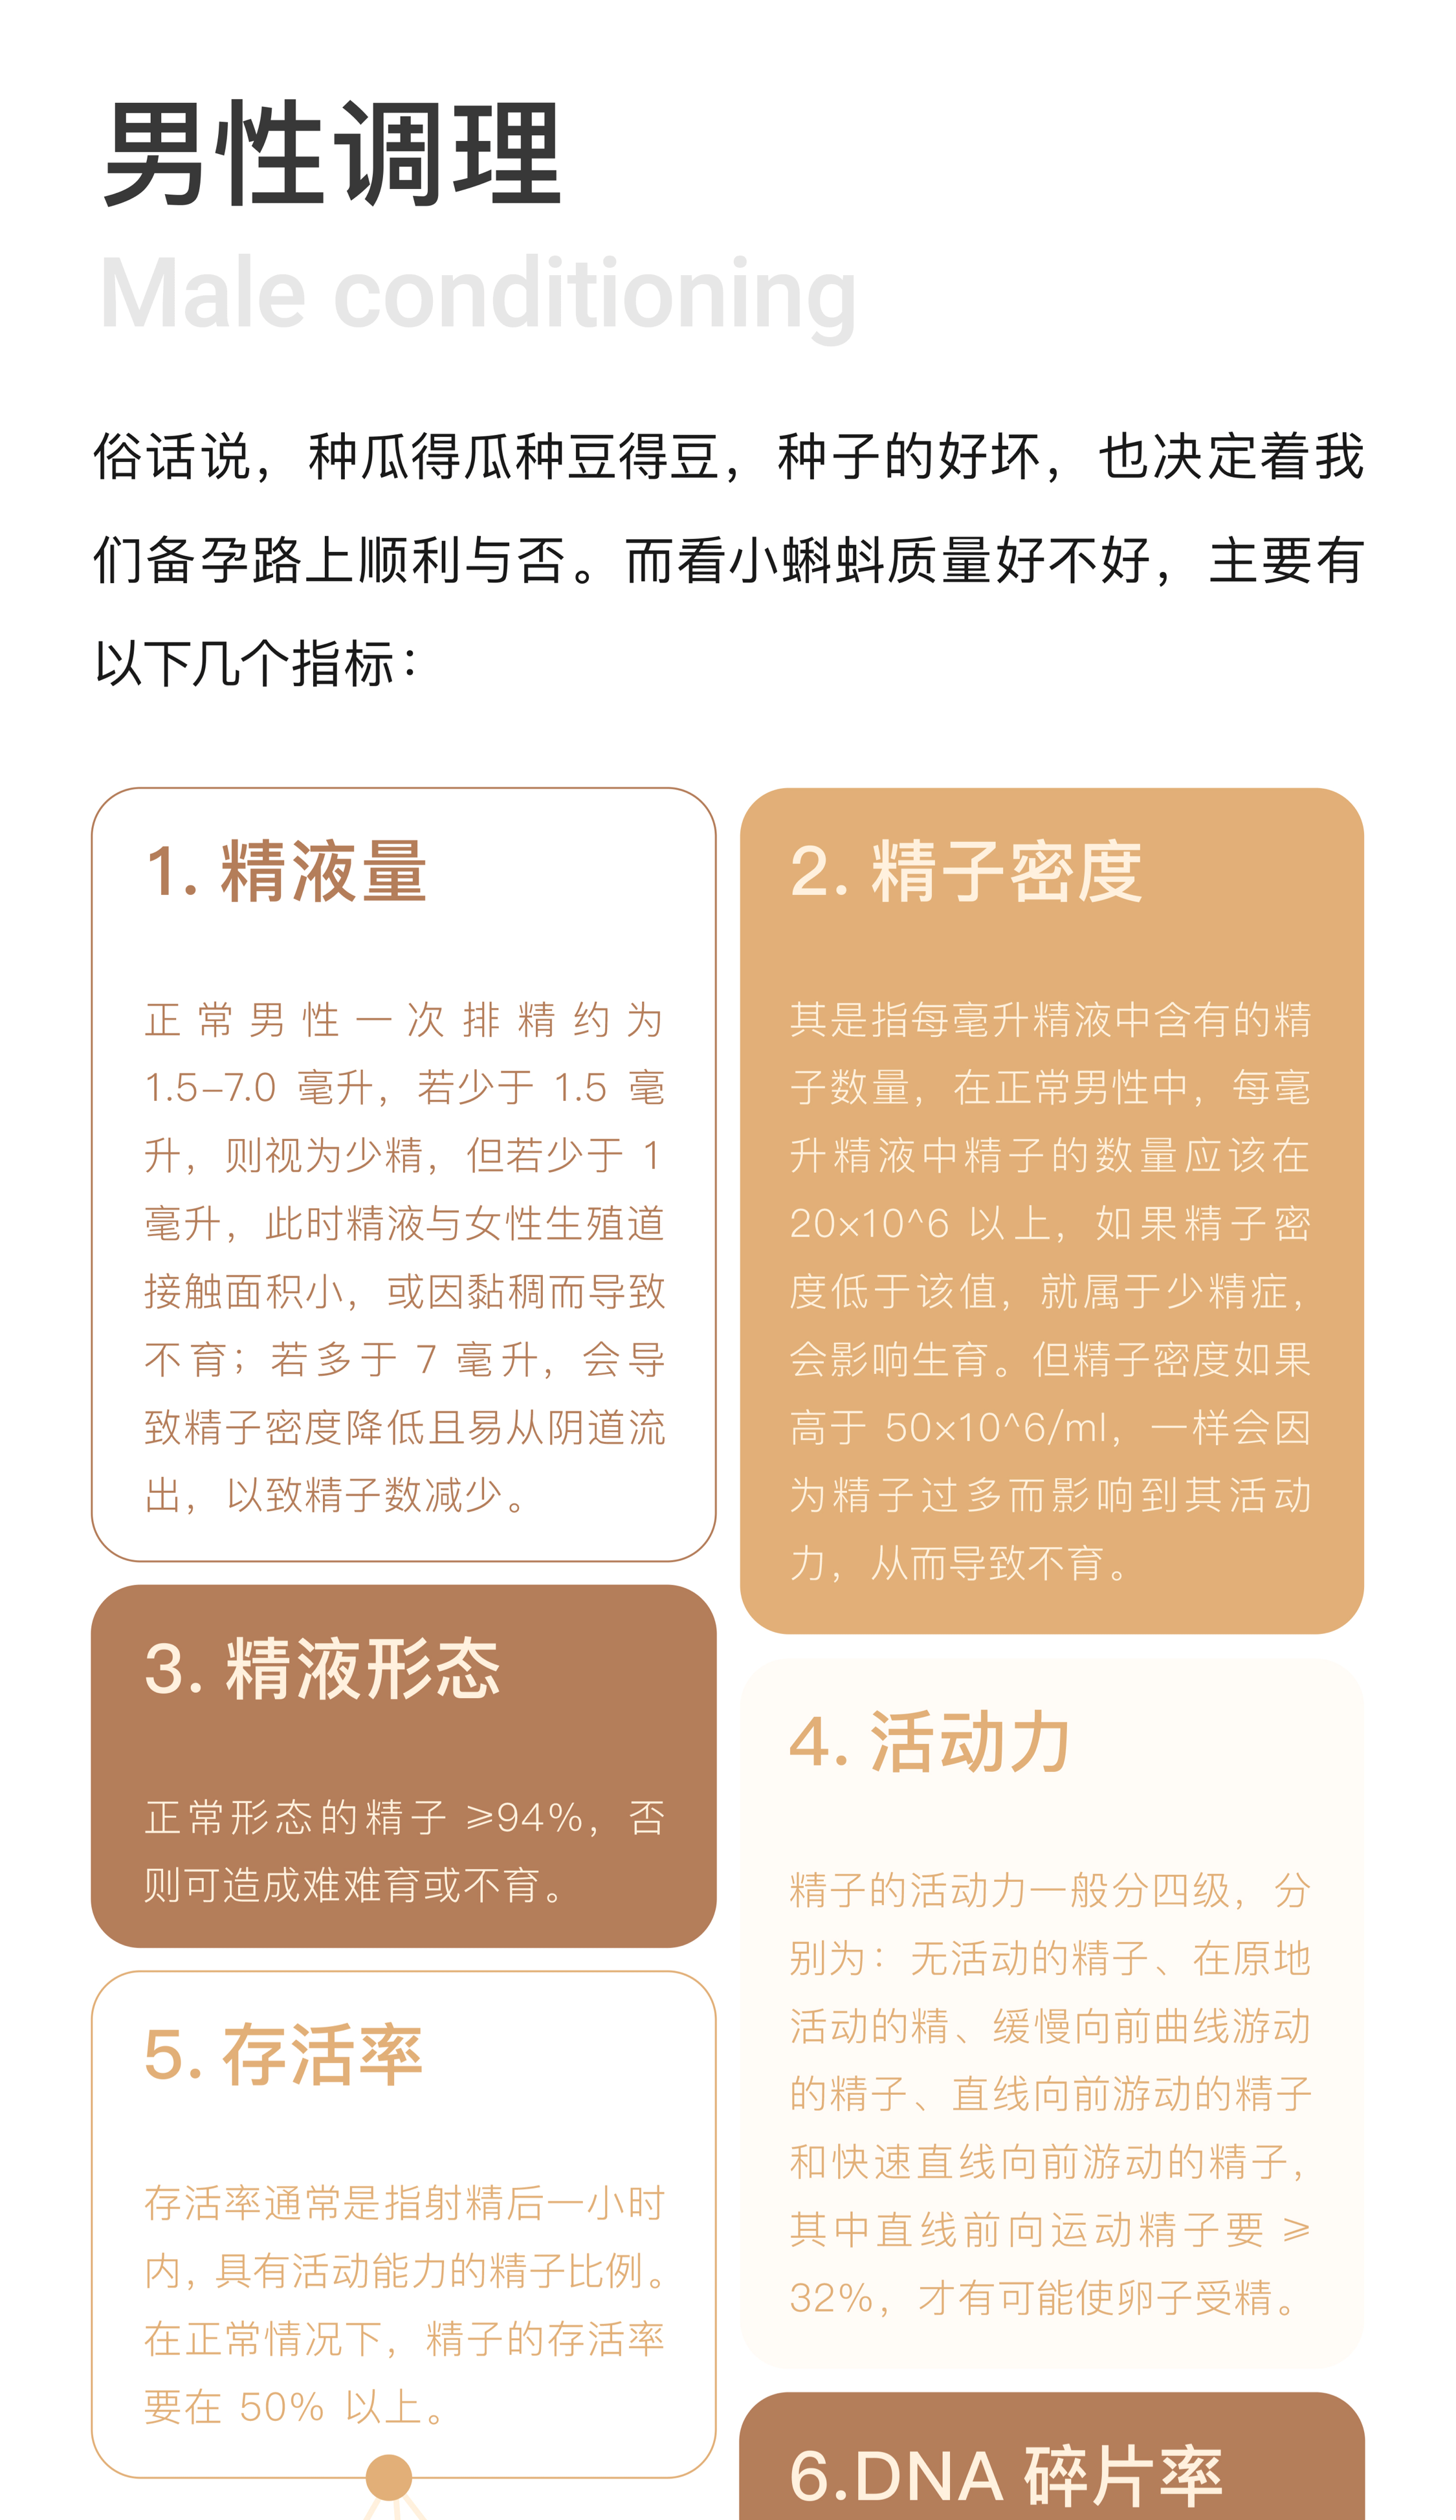 男性调理
Male conditioning
俗语说，种瓜得瓜种豆得豆，种子的好坏，也决定着我
们备孕路上顺利与否。而看小蝌蚪质量好不好，主要有
以下几个指标：
1. 精液量
正常男性一次排精约为
1.5-7.0 毫升，若少于 1.5 毫
升，则视为少精，但若少于 1
毫升，此时精液与女性生殖道
接触面积小，或因黏稠而导致
不育；若多于 7 毫升，会导
致精子密度降低且易从阴道流
出，以致精子数减少。
2. 精子密度
其是指每毫升精液中含有的精
子数量，在正常男性中，每毫
升精液中精子的数量应该在
20×10^6 以上，如果精子密
度低于该值，就属于少精症，
会影响生育。但精子密度如果
高于 50×10^6/ml，一样会因
为精子过多而影响到其活动
力，从而导致不育。
3. 精液形态
正常形态的精子 ≥94%，否
则可造成难难育或不育。
4. 活动力
精子的活动力一般分四级，分
别为：无活动的精子、在原地
活动的精、缓慢向前曲线游动
的精子、直线向前游动的精子
和快速直线向前游动的精子，
其中直线前向运动精子要 >
32%，才有可能使卵子受精。
5. 存活率
存活率通常是指射精后一小时
内，具有活动能力的精子比例。
在正常情况下，精子的存活率
要在 50% 以上。
6.DNA 碎片率